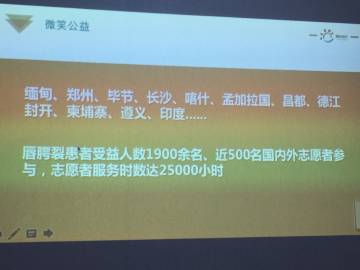 微笑公益
缅甸、郑州、毕节、长沙、喀什、孟加拉国、昌都、德江
封开、柬埔寨、遵义、印度......
唇腭裂患者受益人数1900余名、近500名国内外志愿者参
与，志愿者服务时数达25000小时